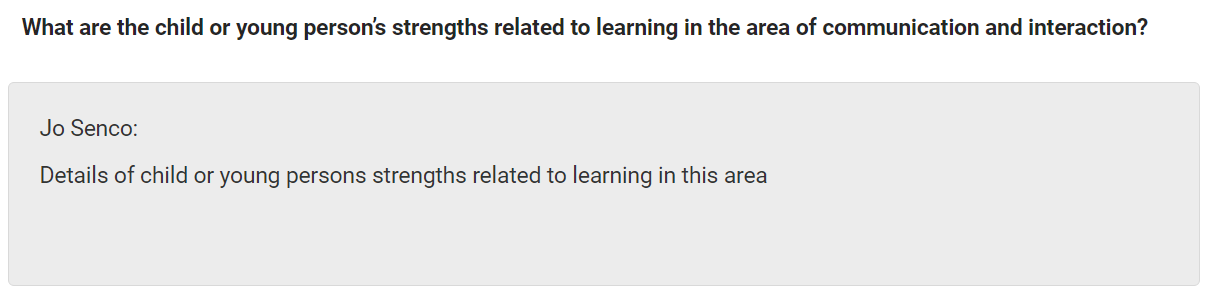 What are the child or young person’s strengths related to learning in the area of communication and interaction?
Jo Senco:
Details of child or young persons strengths related to learning in this area